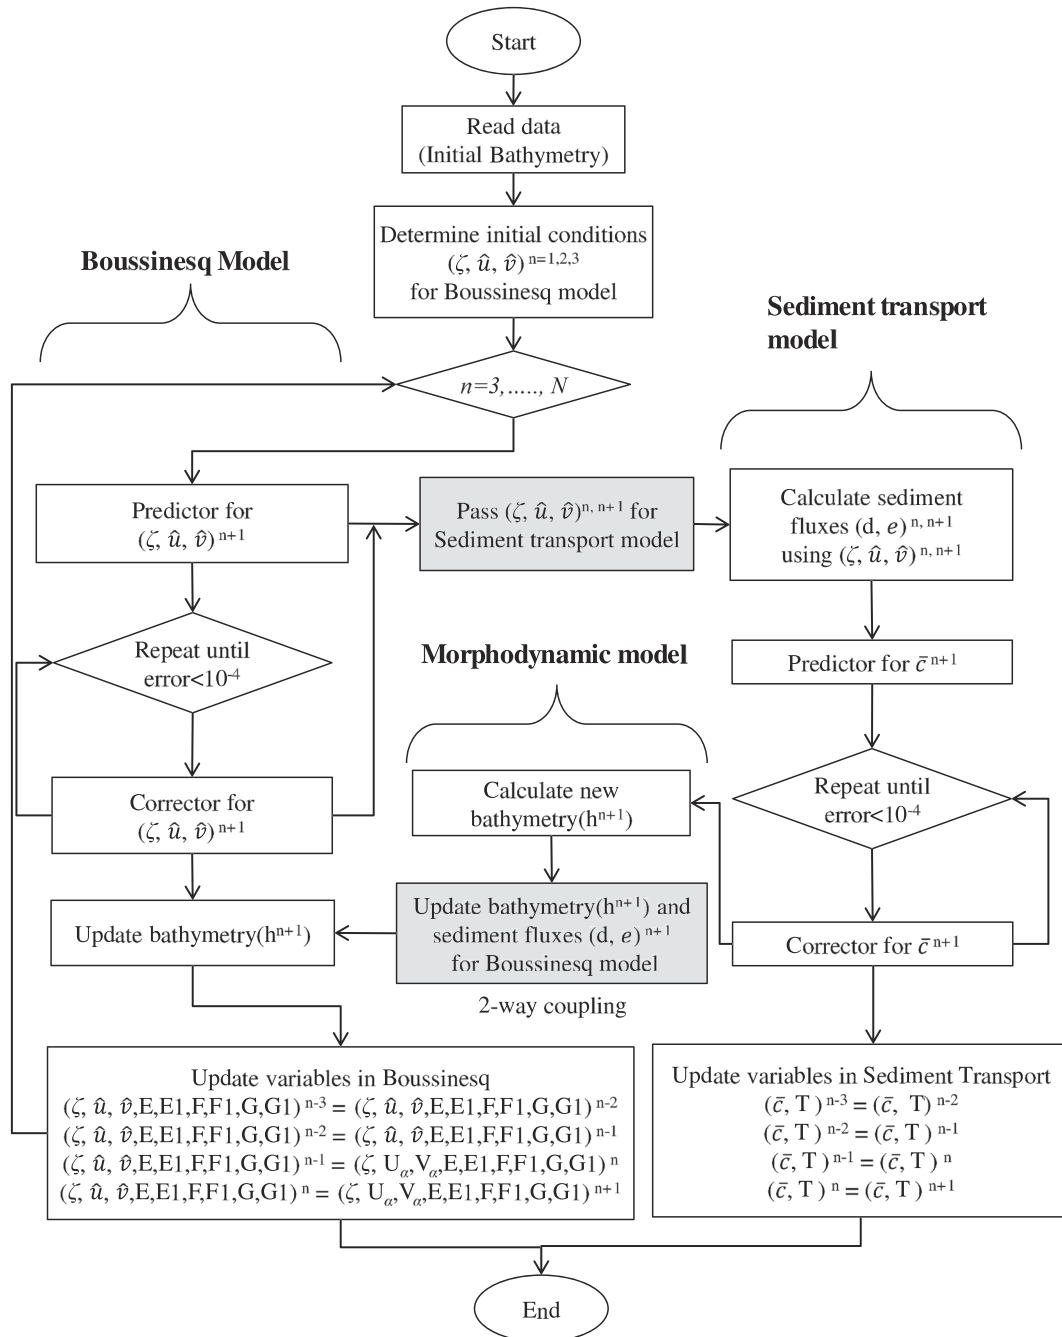 Start
Read data
(Initial Bathymetry)
Determine initial conditions
(ζ, û, v̂) ⁿ⁼¹,²,³
for Boussinesq model
Boussinesq Model
Sediment transport
model
n=3,....., N
Predictor for
(ζ, û, v̂) ⁿ⁺¹
Pass (ζ, û, v̂)ⁿ, ⁿ⁺¹ for
Sediment transport model
Calculate sediment
fluxes (d, e) ⁿ, ⁿ⁺¹
using (ζ, û, v̂) ⁿ, ⁿ⁺¹
Repeat until
error<10⁻⁴
Morphodynamic model
Predictor for c̄ ⁿ⁺¹
Corrector for
(ζ, û, v̂) ⁿ⁺¹
Calculate new
bathymetry(hⁿ⁺¹)
Repeat until
error<10⁻⁴
Update bathymetry(hⁿ⁺¹)
Update bathymetry(hⁿ⁺¹) and
sediment fluxes (d, e) ⁿ⁺¹
for Boussinesq model
Corrector for c̄ ⁿ⁺¹
2-way coupling
Update variables in Boussinesq
(ζ, û, v̂,E,E1,F,F1,G,G1) ⁿ⁻³ = (ζ, û, v̂,E,E1,F,F1,G,G1) ⁿ⁻²
(ζ, û, v̂,E,E1,F,F1,G,G1) ⁿ⁻² = (ζ, û, v̂,E,E1,F,F1,G,G1) ⁿ⁻¹
(ζ, û, v̂,E,E1,F,F1,G,G1) ⁿ⁻¹ = (ζ, U_α,V_α,E,E1,F,F1,G,G1) ⁿ
(ζ, û, v̂,E,E1,F,F1,G,G1) ⁿ = (ζ, U_α,V_α,E,E1,F,F1,G,G1) ⁿ⁺¹
Update variables in Sediment Transport
(c̄, T ) ⁿ⁻³ = (c̄, T) ⁿ⁻²
(c̄, T ) ⁿ⁻² = (c̄, T ) ⁿ⁻¹
(c̄, T ) ⁿ⁻¹ = (c̄, T ) ⁿ
(c̄, T ) ⁿ = (c̄, T ) ⁿ⁺¹
End